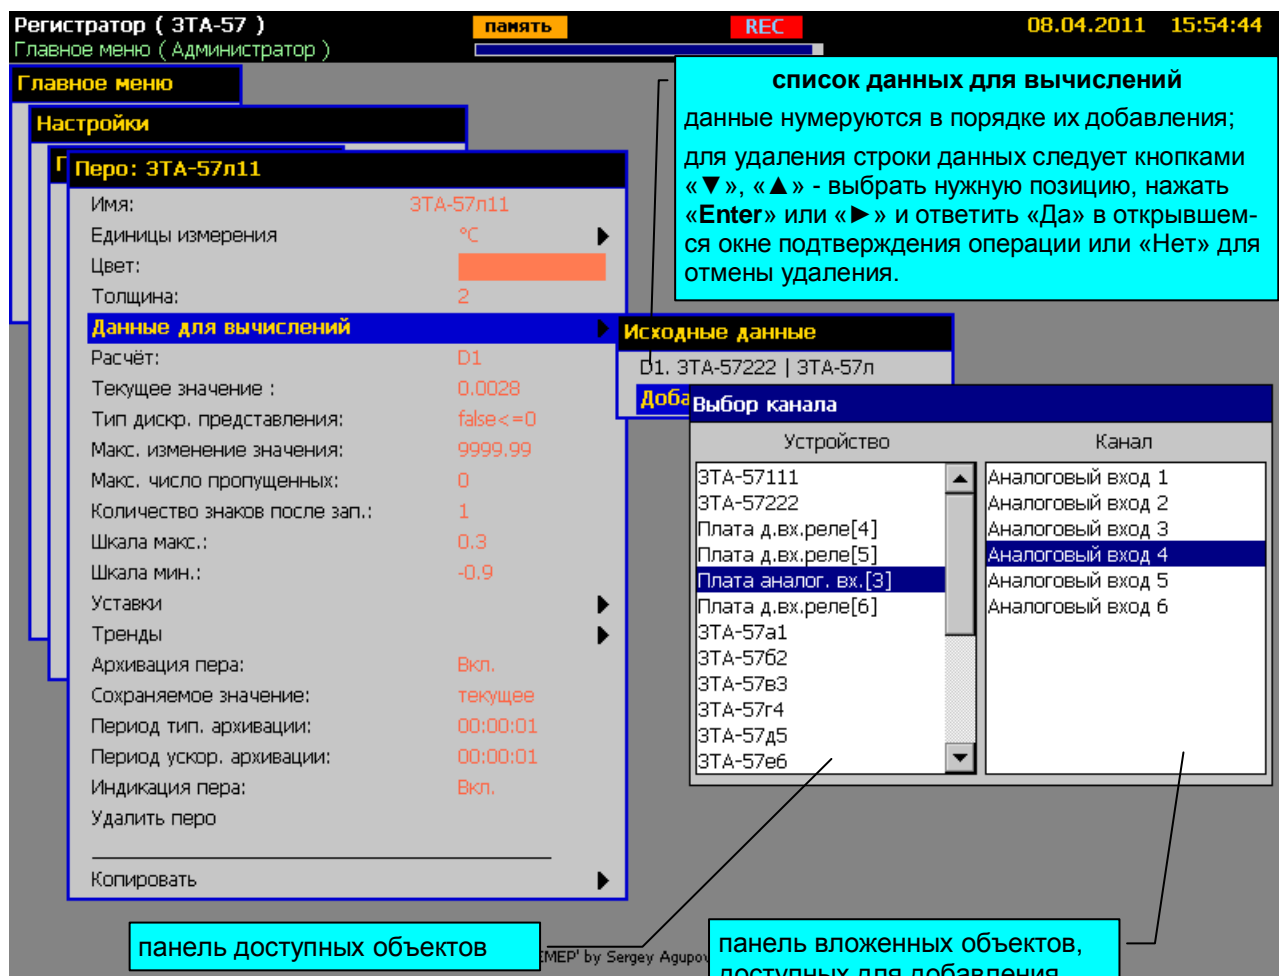 Регистратор ( ЗТА-57 )
память
REC
08.04.2011 15:54:44
Главное меню ( Администратор )
Главное меню
Настройки
Перо: ЗТА-57л11
Имя: ЗТА-57л11
Единицы измерения °C
Цвет:
Толщина: 2
Данные для вычислений
Расчёт: D1
Текущее значение : 0.0028
Тип дискр. представления: false<=0
Макс. изменение значения: 9999.99
Макс. число пропущенных: 0
Количество знаков после зап.: 1
Шкала макс.: 0.3
Шкала мин.: -0.9
Уставки
Тренды
Архивация пера: Вкл.
Сохраняемое значение: текущее
Период тип. архивации: 00:00:01
Период ускор. архивации: 00:00:01
Индикация пера: Вкл.
Удалить перо
Копировать
список данных для вычислений
данные нумеруются в порядке их добавления;
для удаления строки данных следует кнопками
«▼», «▲» - выбрать нужную позицию, нажать
«Enter» или «►» и ответить «Да» в открывшем-
ся окне подтверждения операции или «Нет» для
отмены удаления.
Исходные данные
D1. ЗТА-57222 | ЗТА-57л
Выбор канала
Устройство
ЗТА-57111
ЗТА-57222
Плата д.вх.реле[4]
Плата д.вх.реле[5]
Плата аналог. вх.[3]
Плата д.вх.реле[6]
ЗТА-57а1
ЗТА-57б2
ЗТА-57в3
ЗТА-57г4
ЗТА-57д5
ЗТА-57е6
Канал
Аналоговый вход 1
Аналоговый вход 2
Аналоговый вход 3
Аналоговый вход 4
Аналоговый вход 5
Аналоговый вход 6
панель доступных объектов
by Sergey
панель вложенных объектов,
доступных для добавления